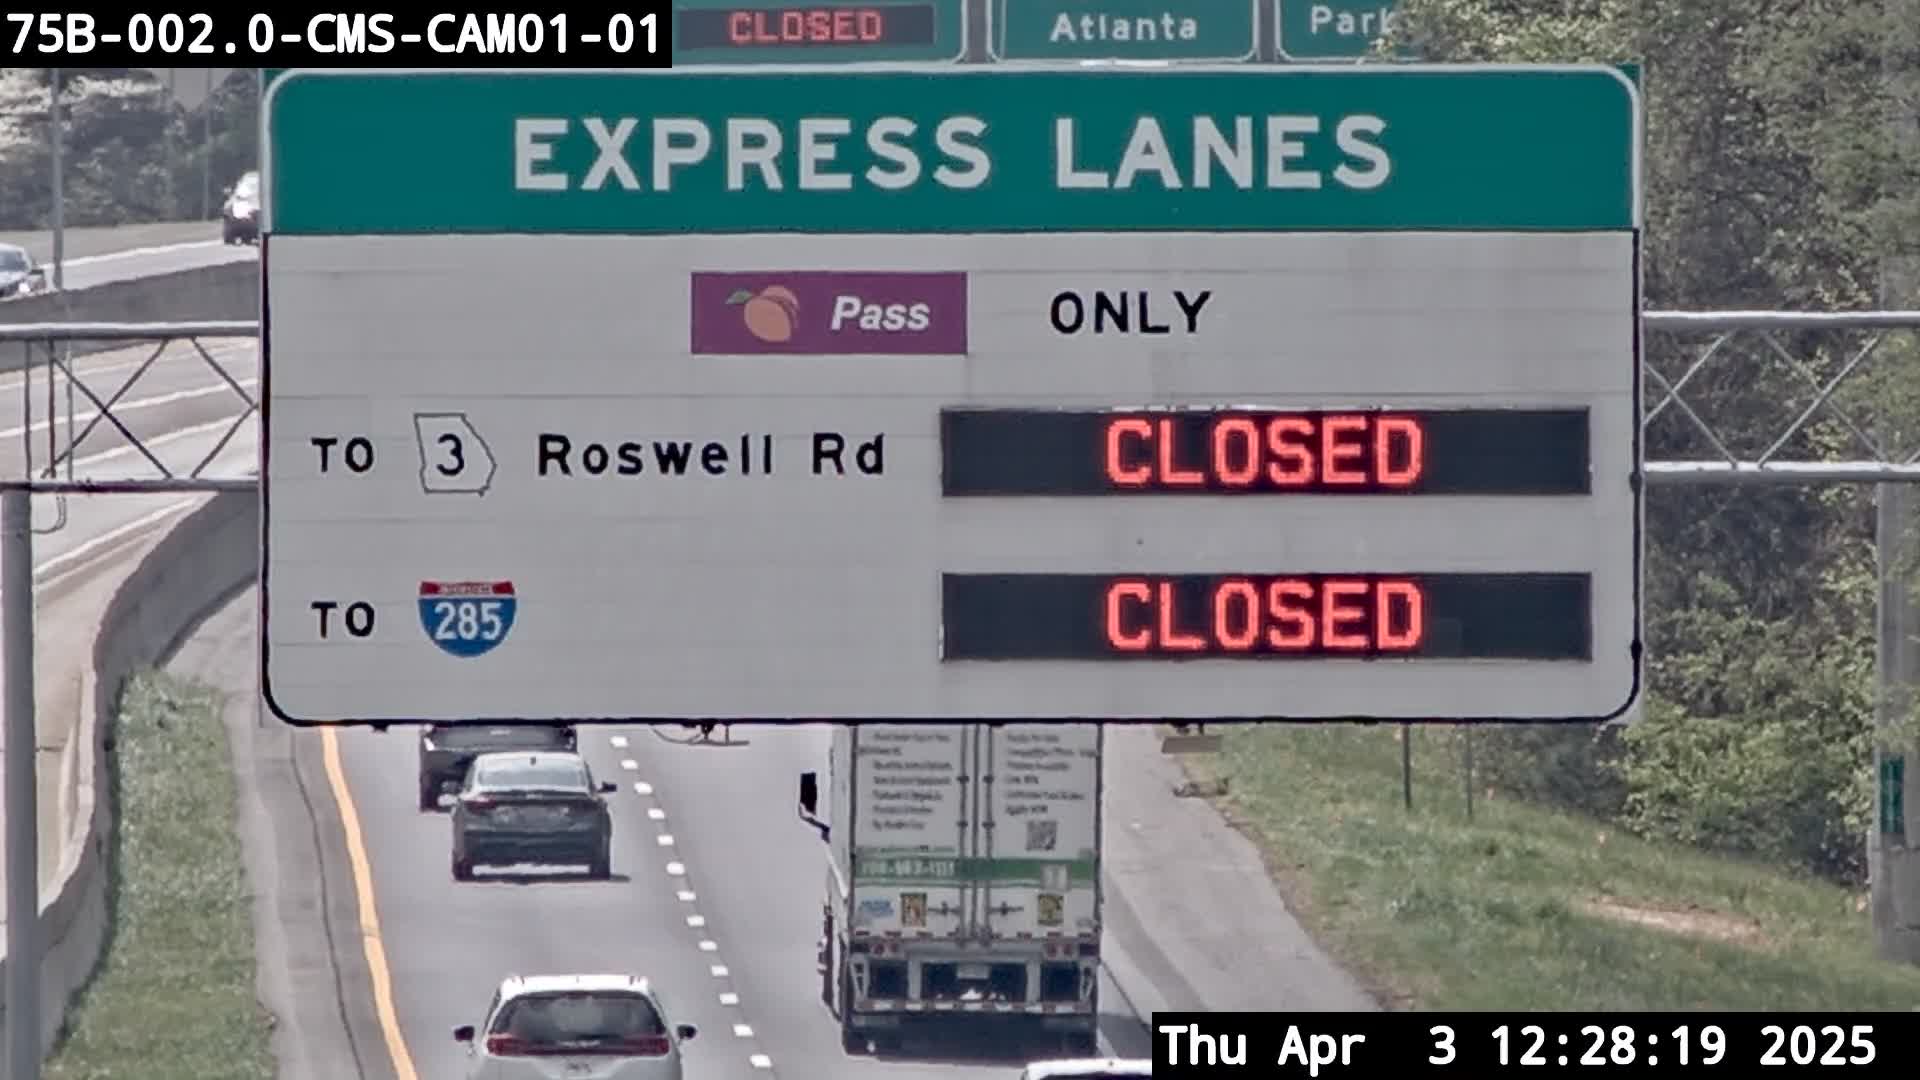 75B-002.0-CMS-CAM01-01
CLOSED
Atlanta
Park
EXPRESS LANES
Pass ONLY
TO 3 Roswell Rd CLOSED
TO 285 CLOSED
Thu Apr 3 12:28:19 2025